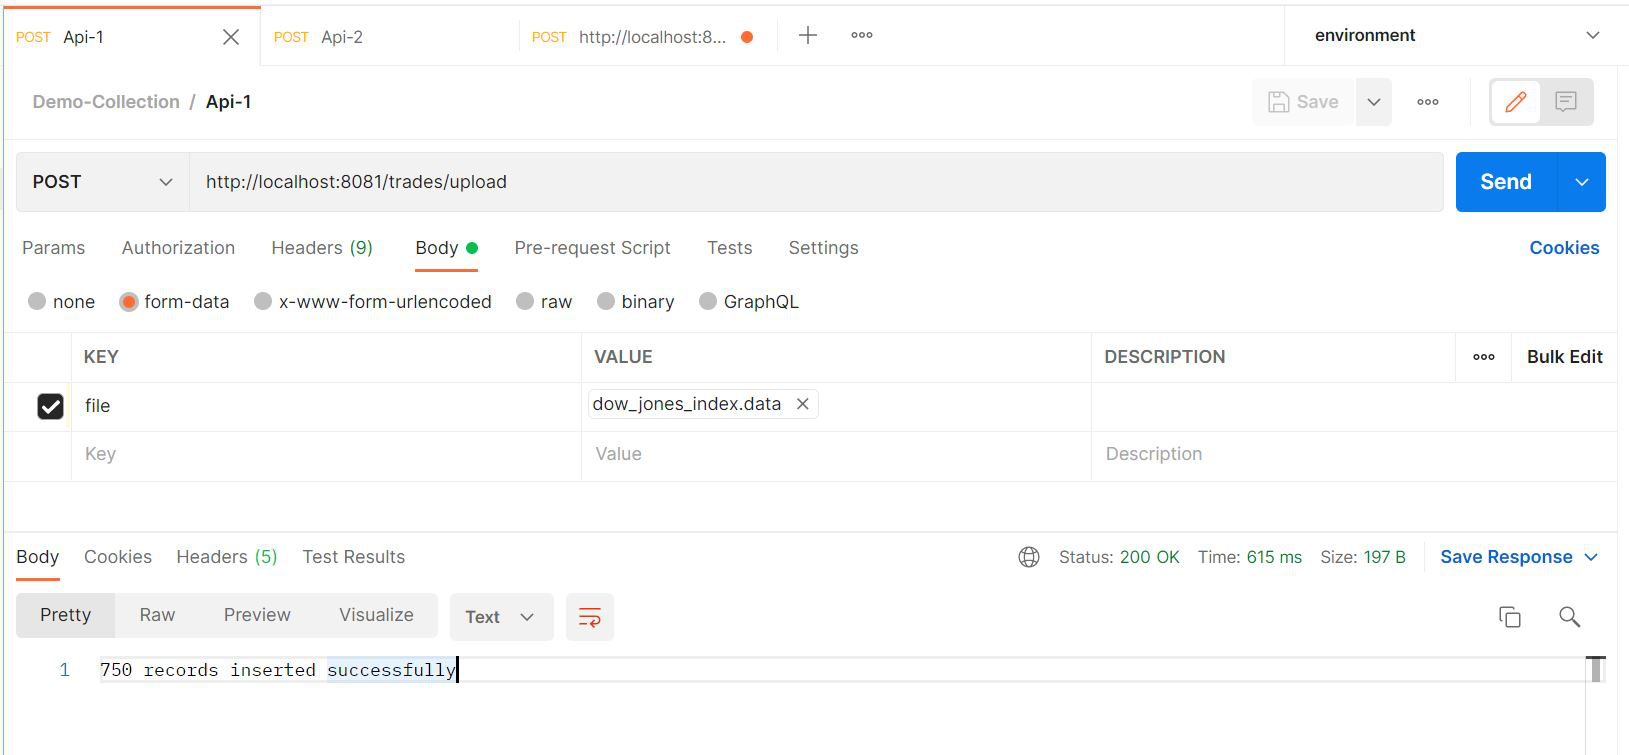 POST Api-1 POST Api-2 POST http://localhost:8... environment
Demo-Collection / Api-1 Save
POST http://localhost:8081/trades/upload Send
Params Authorization Headers (9) Body Pre-request Script Tests Settings Cookies
none form-data x-www-form-urlencoded raw binary GraphQL
KEY VALUE DESCRIPTION Bulk Edit
file dow_jones_index.data
Key Value Description
Body Cookies Headers (5) Test Results Status: 200 OK Time: 615 ms Size: 197 B Save Response
Pretty Raw Preview Visualize Text
1 750 records inserted successfully